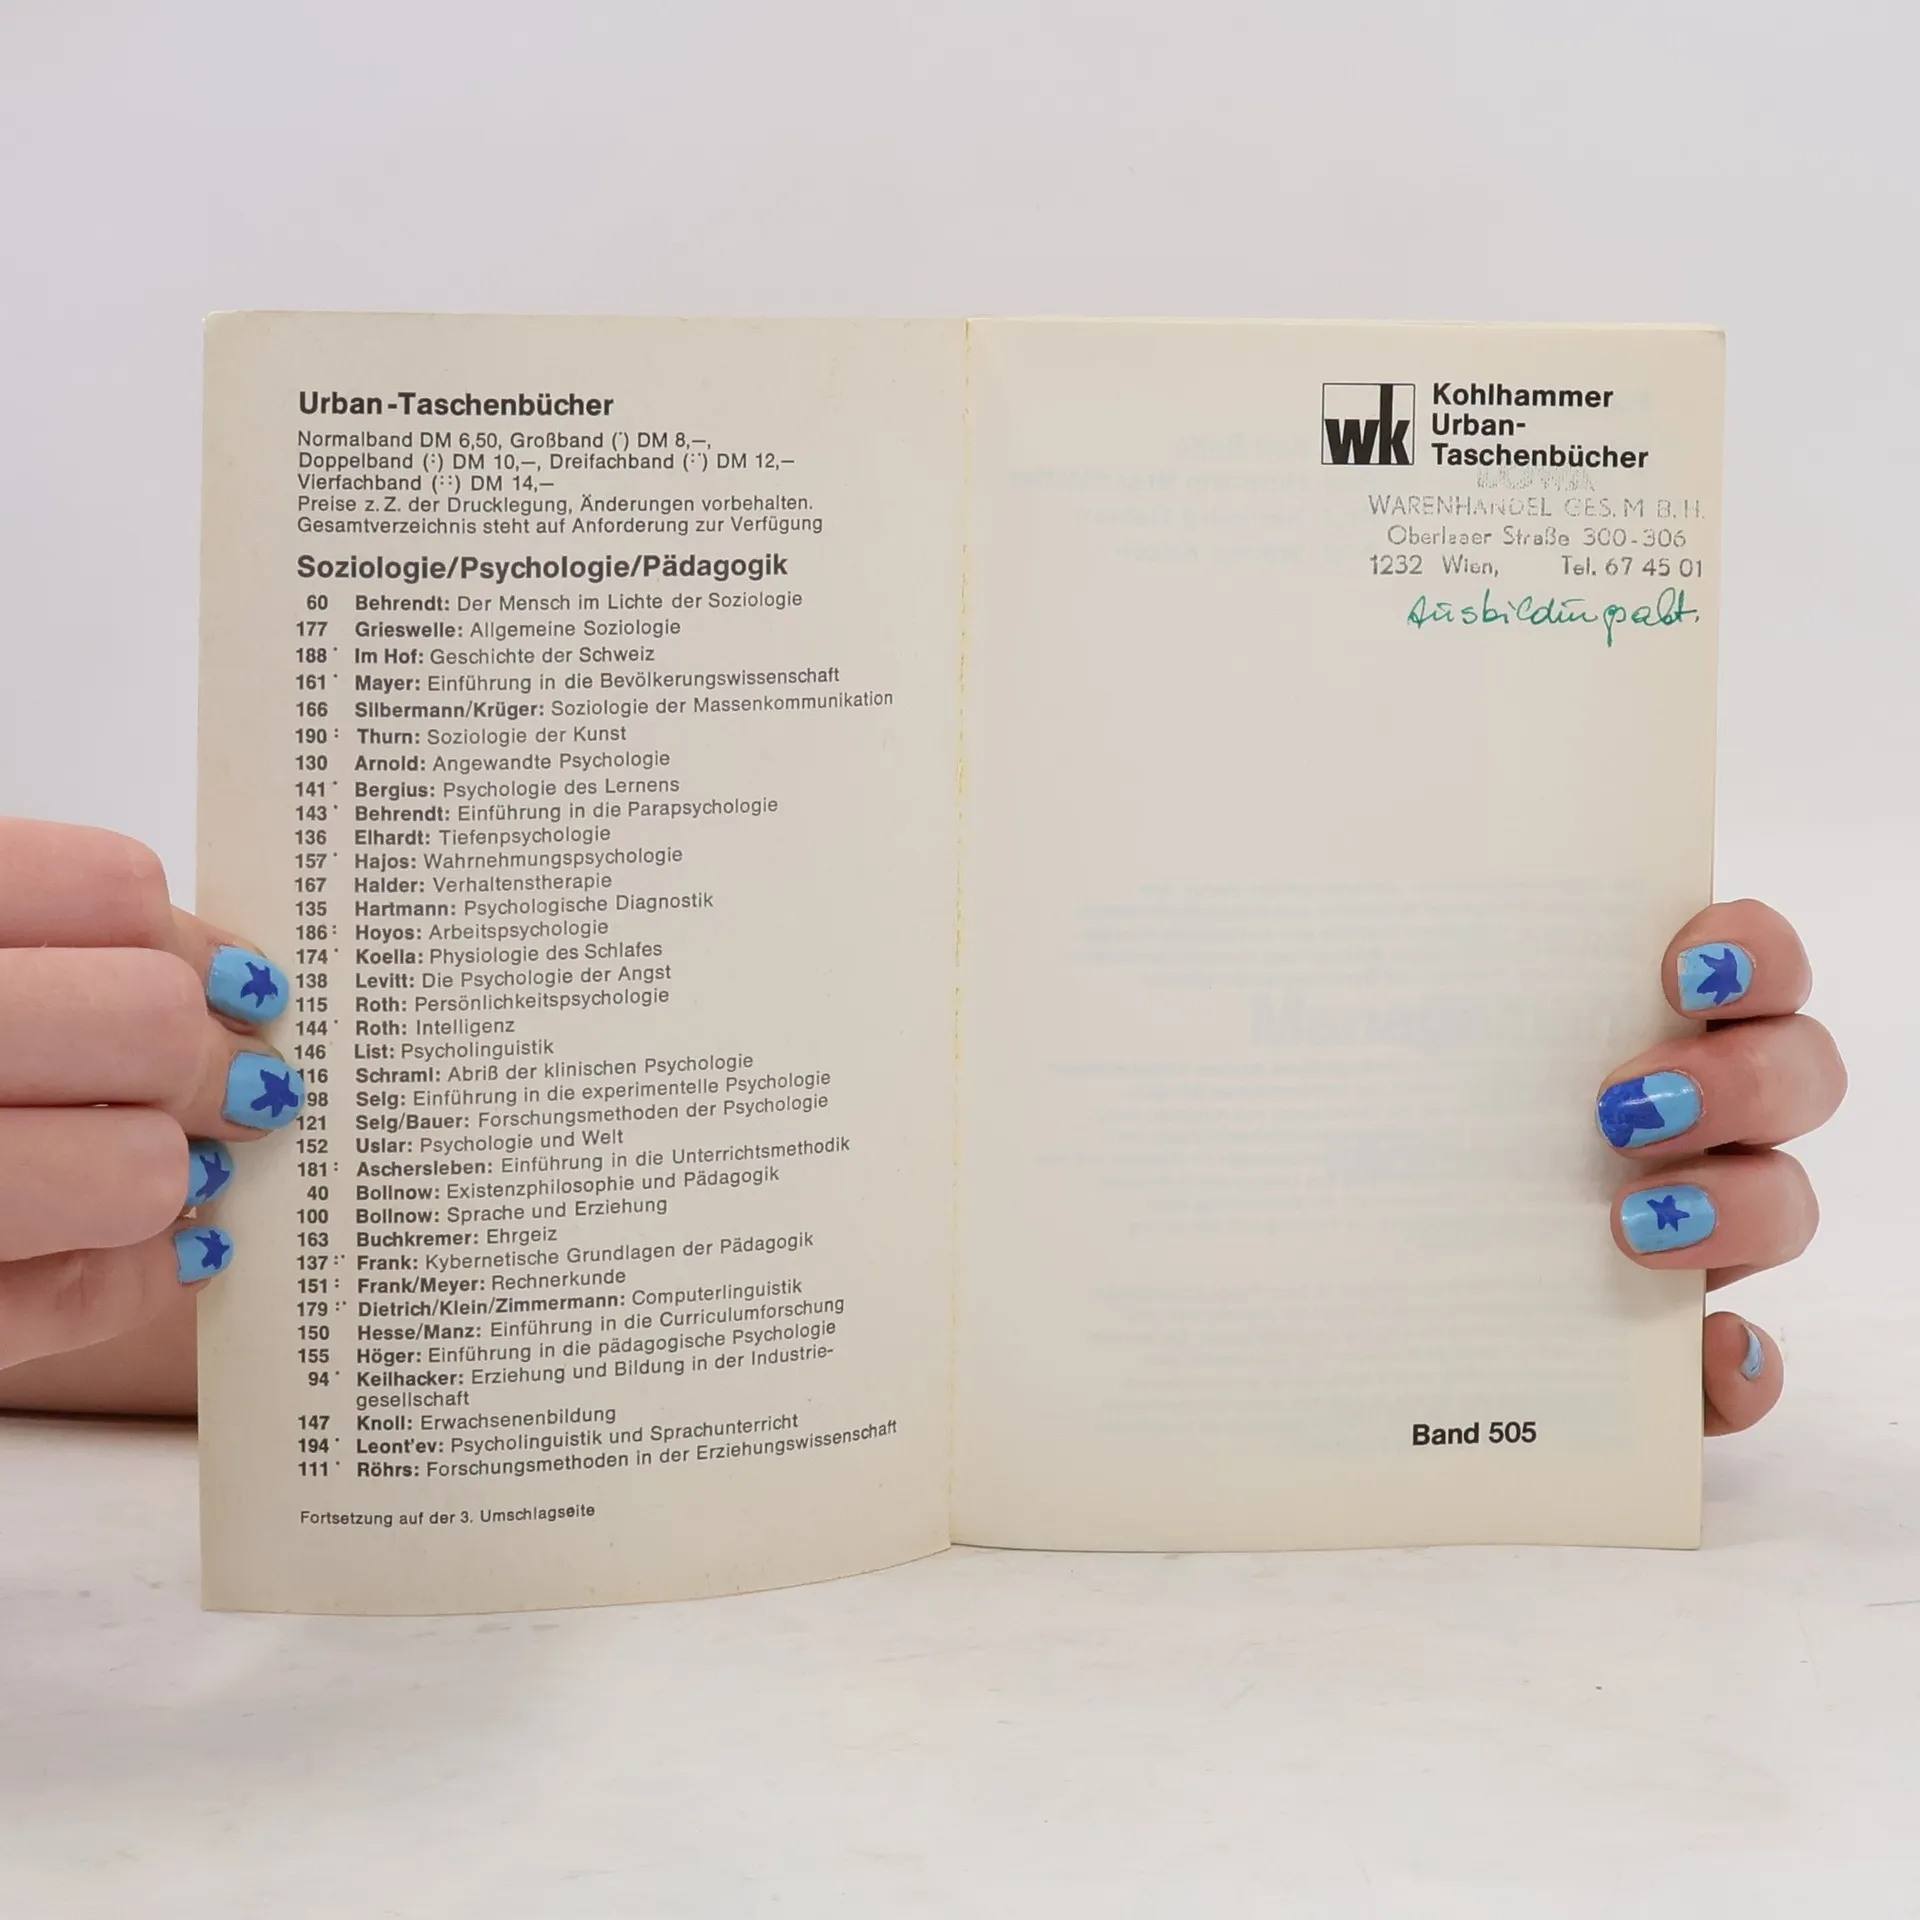 Urban-Taschenbücher
Normalband DM 6,50, Großband (·) DM 8,–,
Doppelband (:) DM 10,–, Dreifachband (:·) DM 12,–
Vierfachband (::) DM 14,–
Preise z. Z. der Drucklegung, Änderungen vorbehalten.
Gesamtverzeichnis steht auf Anforderung zur Verfügung
Soziologie/Psychologie/Pädagogik
60 Behrendt: Der Mensch im Lichte der Soziologie
177 Grieswelle: Allgemeine Soziologie
188· Im Hof: Geschichte der Schweiz
161· Mayer: Einführung in die Bevölkerungswissenschaft
166 Silbermann/Krüger: Soziologie der Massenkommunikation
190: Thurn: Soziologie der Kunst
130 Arnold: Angewandte Psychologie
141· Bergius: Psychologie des Lernens
143· Behrendt: Einführung in die Parapsychologie
136 Elhardt: Tiefenpsychologie
157· Hajos: Wahrnehmungspsychologie
167 Halder: Verhaltenstherapie
135 Hartmann: Psychologische Diagnostik
186: Hoyos: Arbeitspsychologie
174· Koella: Physiologie des Schlafes
138 Levitt: Die Psychologie der Angst
115 Roth: Persönlichkeitspsychologie
144· Roth: Intelligenz
146 List: Psycholinguistik
116 Schraml: Abriß der klinischen Psychologie
98 Selg: Einführung in die experimentelle Psychologie
121 Selg/Bauer: Forschungsmethoden der Psychologie
152 Uslar: Psychologie und Welt
181: Aschersleben: Einführung in die Unterrichtsmethodik
40 Bollnow: Existenzphilosophie und Pädagogik
100 Bollnow: Sprache und Erziehung
163 Buchkremer: Ehrgeiz
137:· Frank: Kybernetische Grundlagen der Pädagogik
151: Frank/Meyer: Rechnerkunde
179:· Dietrich/Klein/Zimmermann: Computerlinguistik
150 Hesse/Manz: Einführung in die Curriculumforschung
155 Höger: Einführung in die pädagogische Psychologie
94· Keilhacker: Erziehung und Bildung in der Industrie-
gesellschaft
147 Knoll: Erwachsenenbildung
194· Leont'ev: Psycholinguistik und Sprachunterricht
111· Röhrs: Forschungsmethoden in der Erziehungswissenschaft
Fortsetzung auf der 3. Umschlagseite
wk
Kohlhammer
Urban-
Taschenbücher
WARENHANDEL GES. M. B. H.
Oberlaaer Straße 300-306
1232 Wien, Tel. 67 45 01
Ausbildungsabt.
Band 505